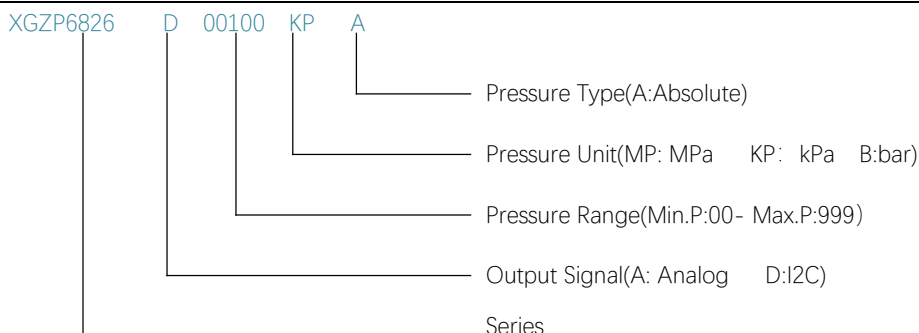 XGZP6826 D 00100 KP A
Pressure Type(A:Absolute)
Pressure Unit(MP: MPa KP: kPa B:bar)
Pressure Range(Min.P:00- Max.P:999)
Output Signal(A: Analog D:I2C)
Series